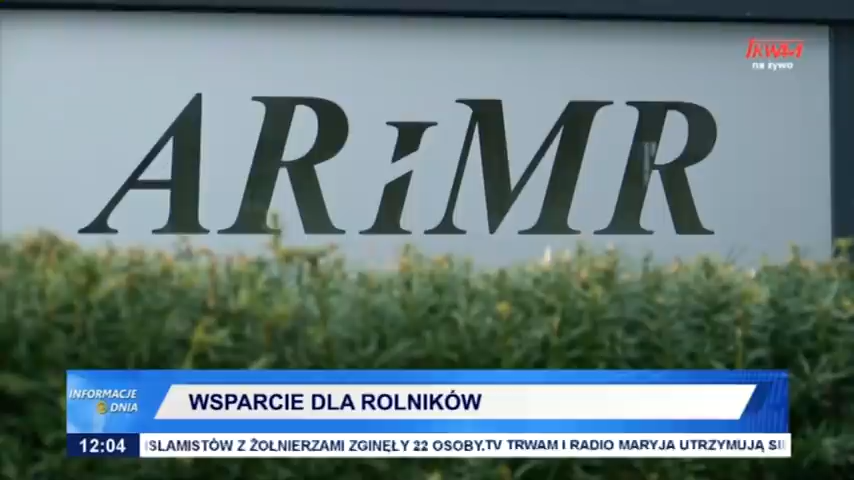 TRWAM
na żywo
ARiMR
INFORMACJE
DNIA
WSPARCIE DLA ROLNIKÓW
12:04
ISLAMISTÓW Z ŻOŁNIERZAMI ZGINĘŁY 22 OSOBY.TV TRWAM I RADIO MARYJA UTRZYMUJĄ SI